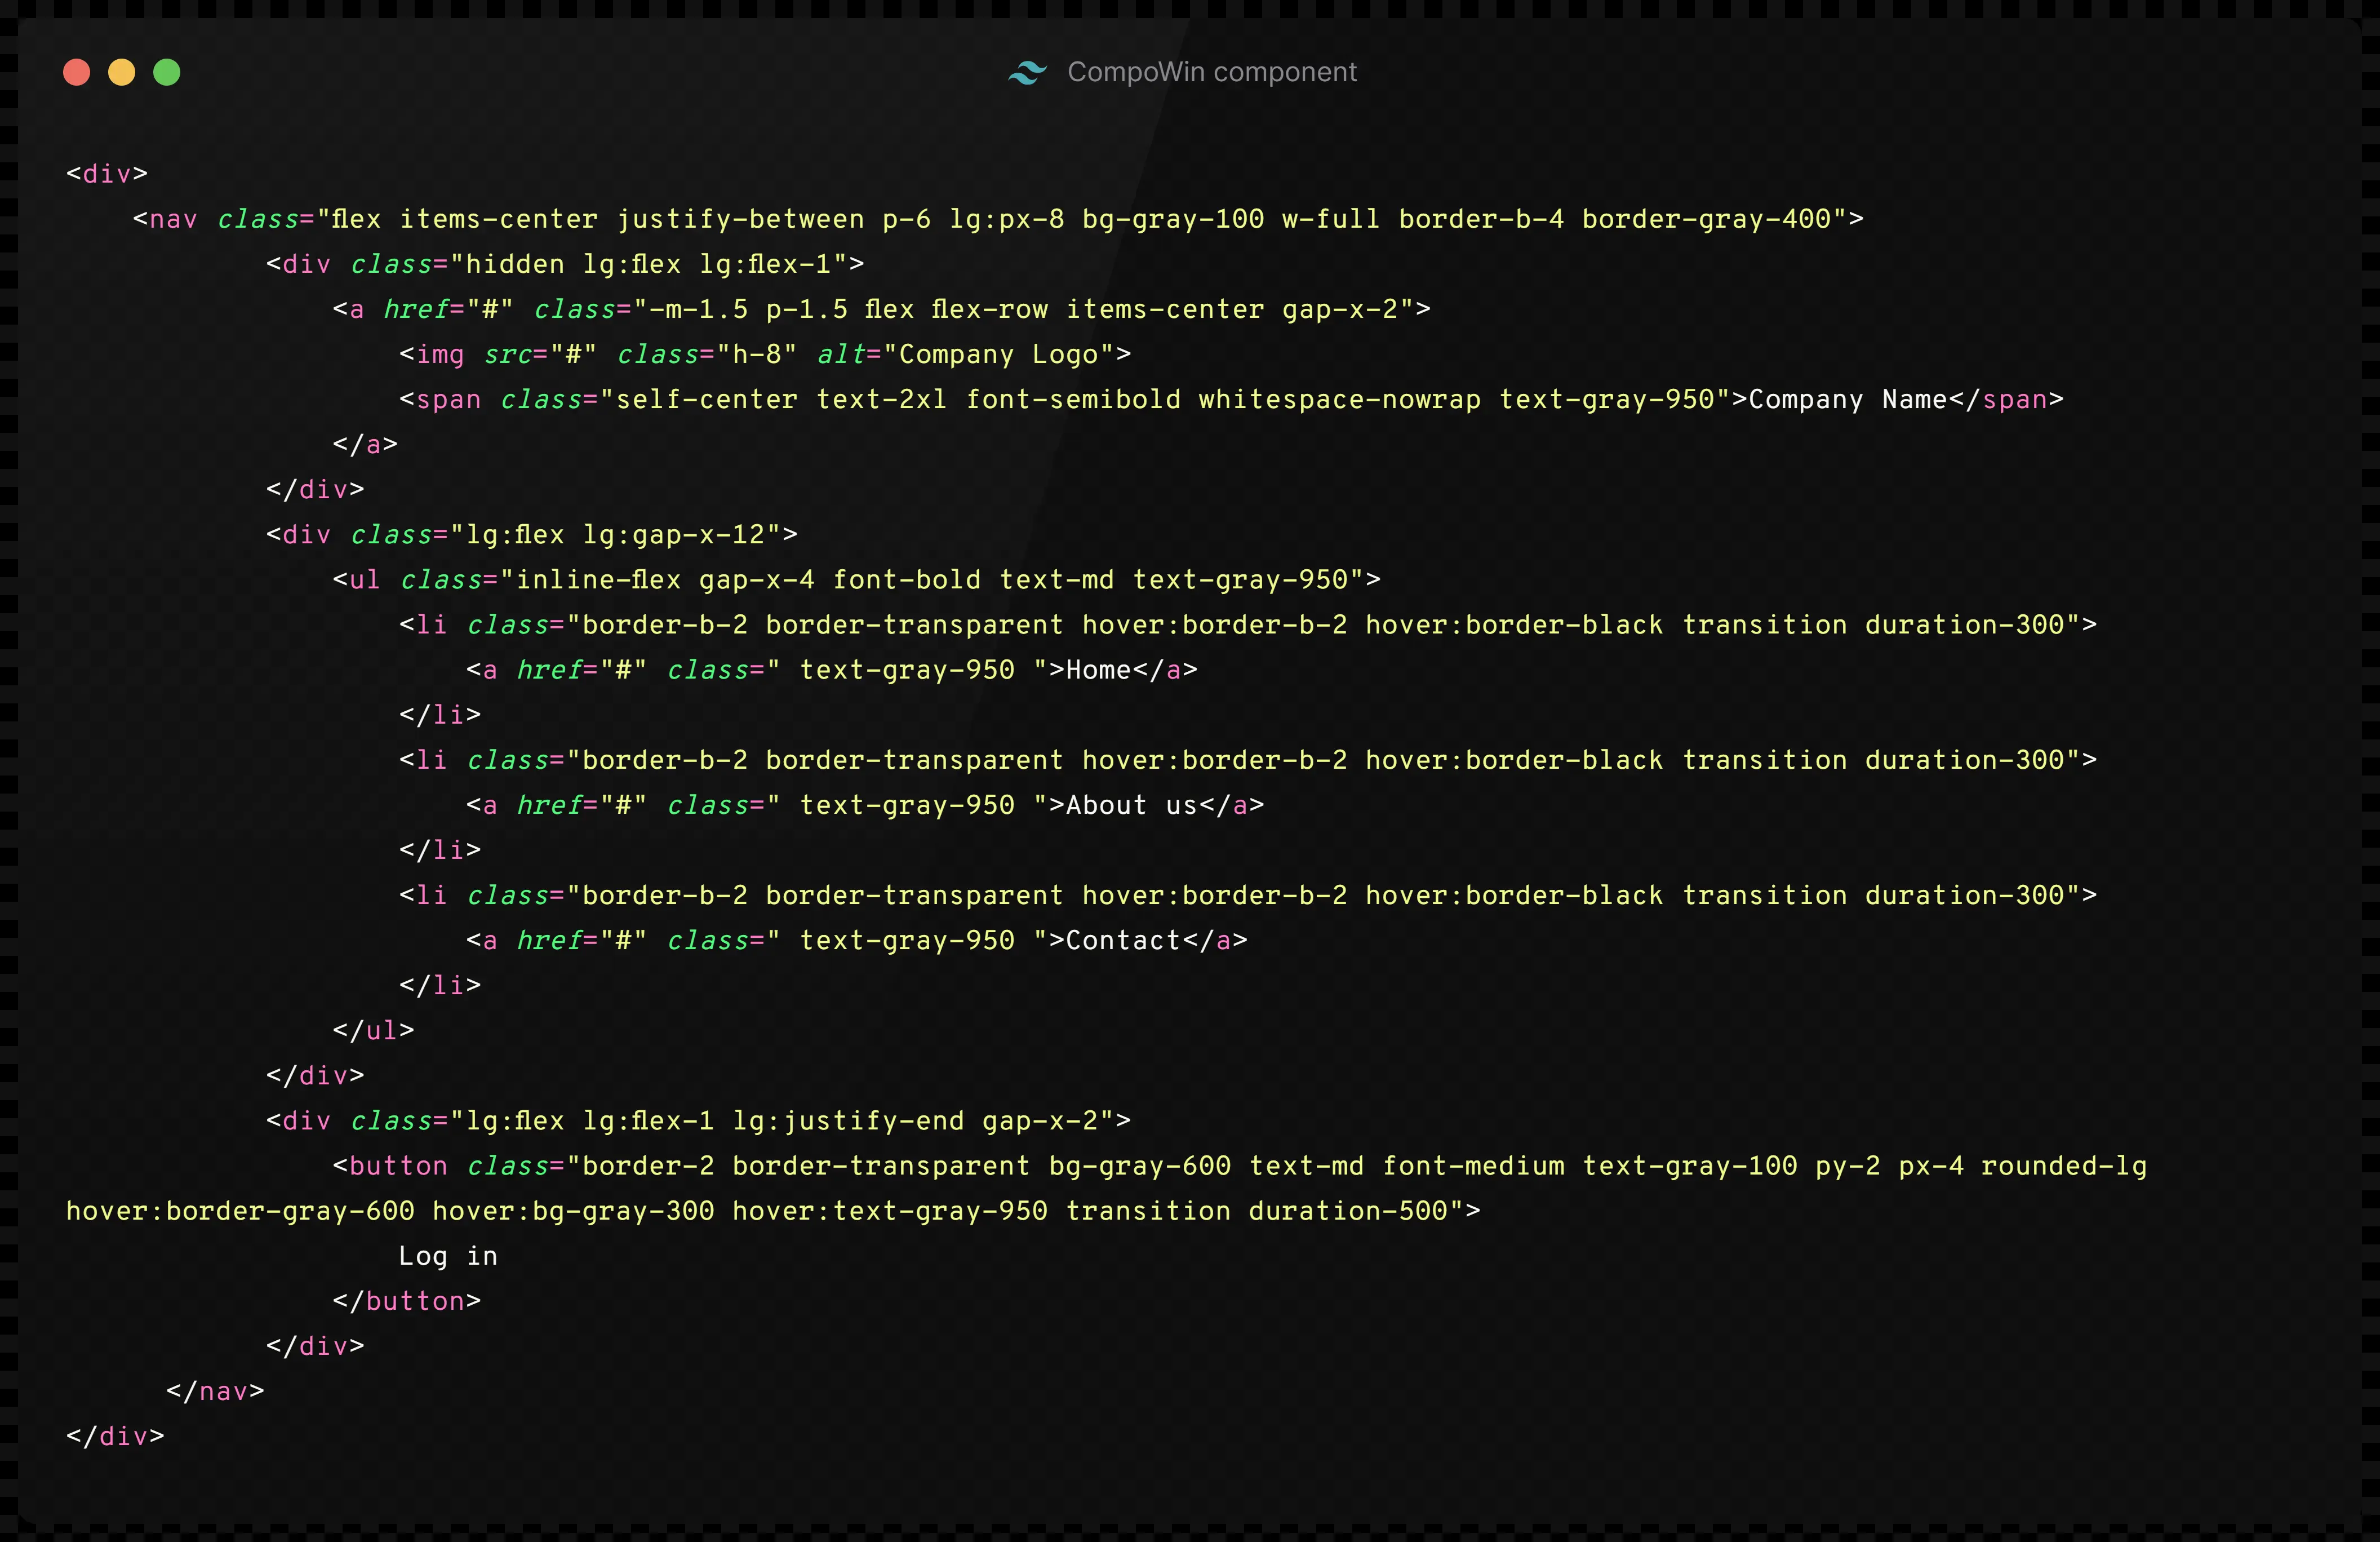 CompoWin component
<div>
    <nav class="flex items-center justify-between p-6 lg:px-8 bg-gray-100 w-full border-b-4 border-gray-400">
            <div class="hidden lg:flex lg:flex-1">
                <a href="#" class="-m-1.5 p-1.5 flex flex-row items-center gap-x-2">
                    <img src="#" class="h-8" alt="Company Logo">
                    <span class="self-center text-2xl font-semibold whitespace-nowrap text-gray-950">Company Name</span>
                </a>
            </div>
            <div class="lg:flex lg:gap-x-12">
                <ul class="inline-flex gap-x-4 font-bold text-md text-gray-950">
                    <li class="border-b-2 border-transparent hover:border-b-2 hover:border-black transition duration-300">
                        <a href="#" class=" text-gray-950 ">Home</a>
                    </li>
                    <li class="border-b-2 border-transparent hover:border-b-2 hover:border-black transition duration-300">
                        <a href="#" class=" text-gray-950 ">About us</a>
                    </li>
                    <li class="border-b-2 border-transparent hover:border-b-2 hover:border-black transition duration-300">
                        <a href="#" class=" text-gray-950 ">Contact</a>
                    </li>
                </ul>
            </div>
            <div class="lg:flex lg:flex-1 lg:justify-end gap-x-2">
                <button class="border-2 border-transparent bg-gray-600 text-md font-medium text-gray-100 py-2 px-4 rounded-lg
hover:border-gray-600 hover:bg-gray-300 hover:text-gray-950 transition duration-500">
                    Log in
                </button>
            </div>
      </nav>
</div>